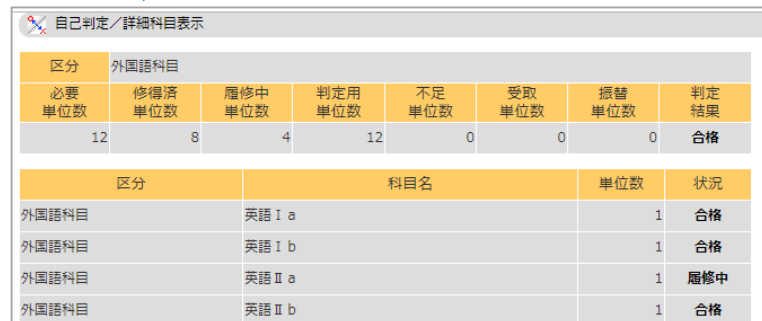 自己判定／詳細科目表示
区分 外国語科目
必要単位数 修得済単位数 履修中単位数 判定用単位数 不足単位数 受取単位数 振替単位数 判定結果
12 8 4 12 0 0 0 合格
区分 科目名 単位数 状況
外国語科目 英語Ⅰａ 1 合格
外国語科目 英語Ⅰｂ 1 合格
外国語科目 英語Ⅱａ 1 履修中
外国語科目 英語Ⅱｂ 1 合格